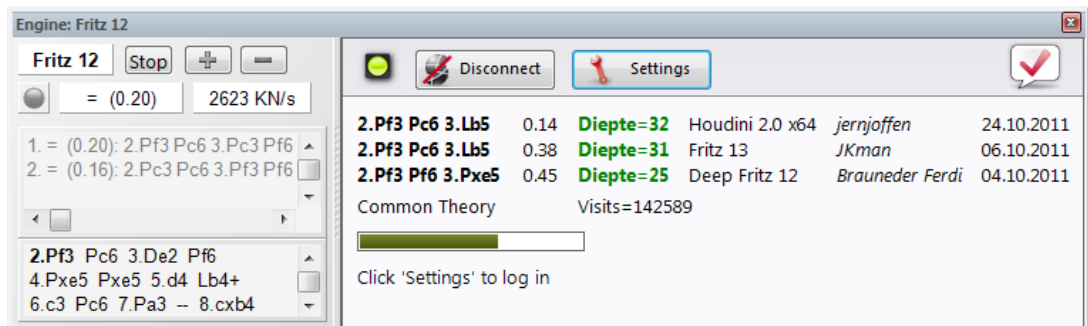 Engine: Fritz 12
Fritz 12 Stop
= (0.20) 2623 KN/s
1. = (0.20): 2.Pf3 Pc6 3.Pc3 Pf6
2. = (0.16): 2.Pc3 Pc6 3.Pf3 Pf6
2.Pf3 Pc6 3.De2 Pf6
4.Pxe5 Pxe5 5.d4 Lb4+
6.c3 Pc6 7.Pa3 -- 8.cxb4
Disconnect Settings
2.Pf3 Pc6 3.Lb5 0.14 Diepte=32 Houdini 2.0 x64 jernjoffen 24.10.2011
2.Pf3 Pc6 3.Lb5 0.38 Diepte=31 Fritz 13 JKman 06.10.2011
2.Pf3 Pf6 3.Pxe5 0.45 Diepte=25 Deep Fritz 12 Brauneder Ferdi 04.10.2011
Common Theory Visits=142589
Click 'Settings' to log in